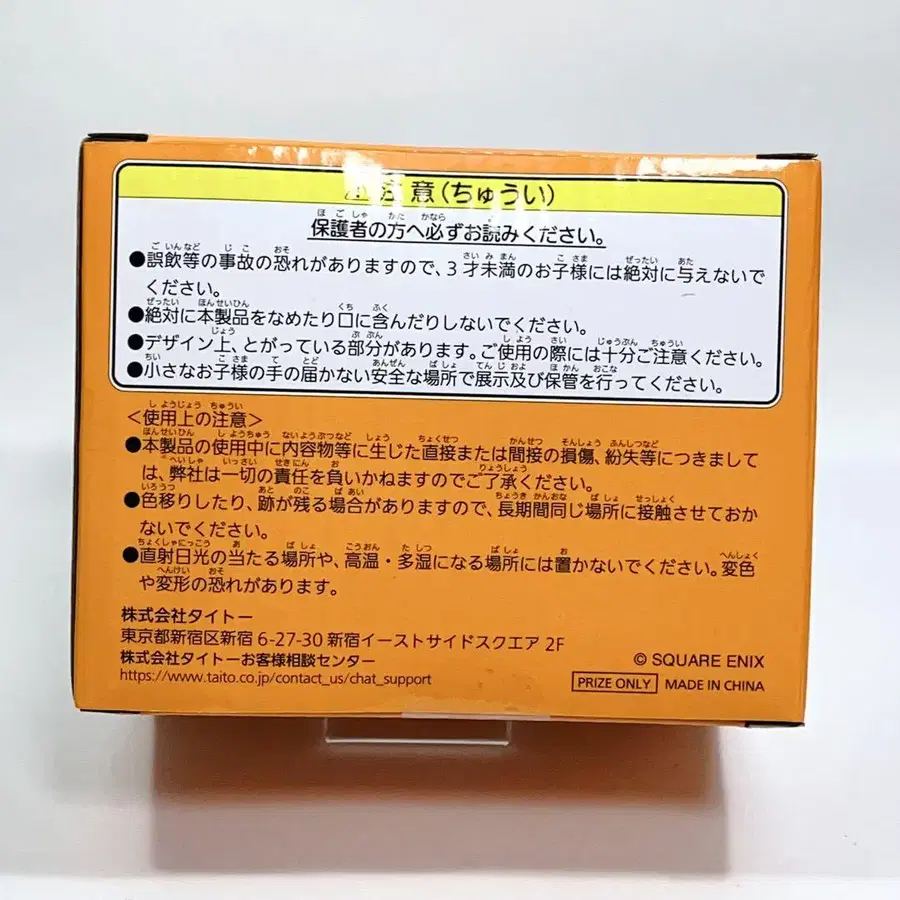 ⚠注意(ちゅうい)
保護者の方へ必ずお読みください。
●誤飲等の事故の恐れがありますので、3才未満のお子様には絶対に与えないで
ください。
●絶対に本製品をなめたり口に含んだりしないでください。
●デザイン上、とがっている部分があります。ご使用の際には十分ご注意ください。
●小さなお子様の手の届かない安全な場所で展示及び保管を行ってください。
<使用上の注意>
●本製品の使用中に内容物等に生じた直接または間接の損傷、紛失等につきまして
は、弊社は一切の責任を負いかねますのでご了承ください。
●色移りしたり、跡が残る場合がありますので、長期間同じ場所に接触させておか
ないでください。
●直射日光の当たる場所や、高温・多湿になる場所には置かないでください。変色
や変形の恐れがあります。
株式会社タイトー
東京都新宿区新宿 6-27-30 新宿イーストサイドスクエア 2F
株式会社タイトーお客様相談センター
https://www.taito.co.jp/contact_us/chat_support
© SQUARE ENIX
PRIZE ONLY MADE IN CHINA